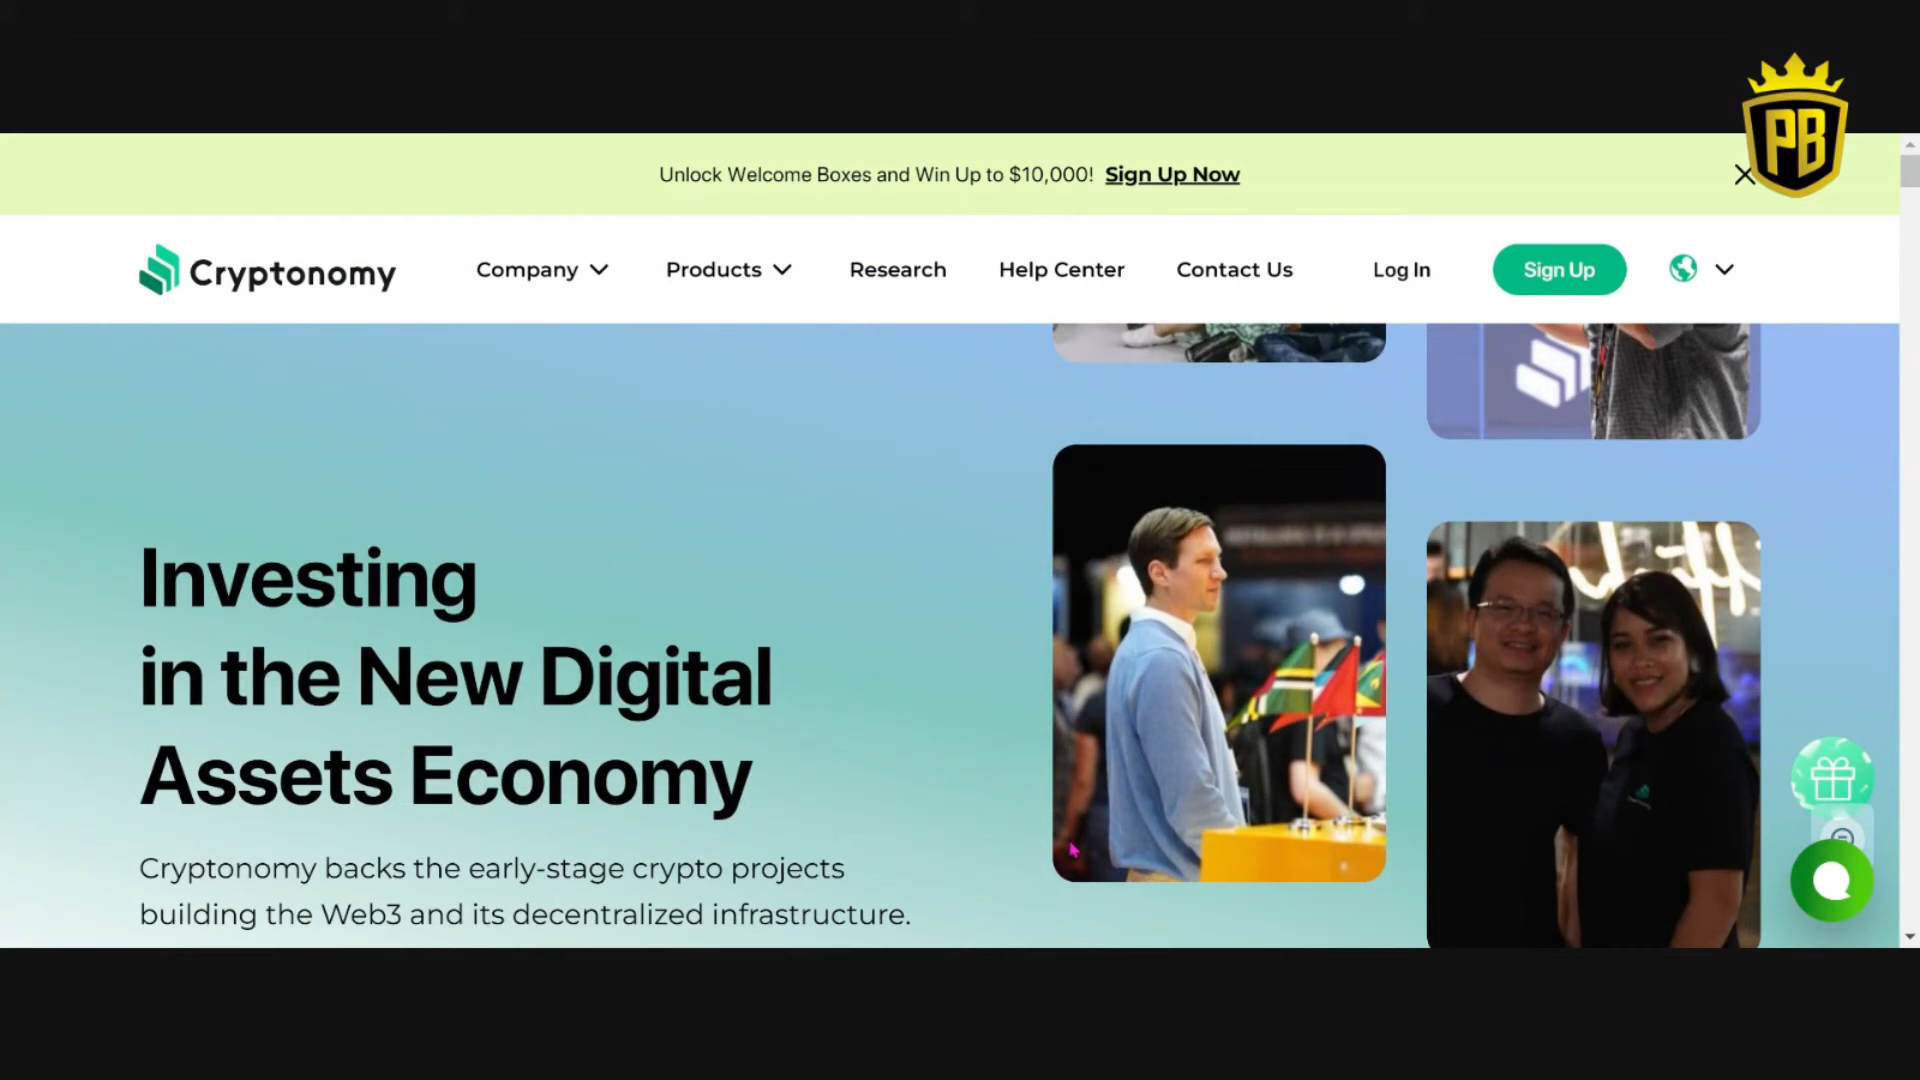 PB
Unlock Welcome Boxes and Win Up to $10,000! Sign Up Now
Cryptonomy
Company
Products
Research
Help Center
Contact Us
Log In
Sign Up
Investing
in the New Digital
Assets Economy
Cryptonomy backs the early-stage crypto projects
building the Web3 and its decentralized infrastructure.